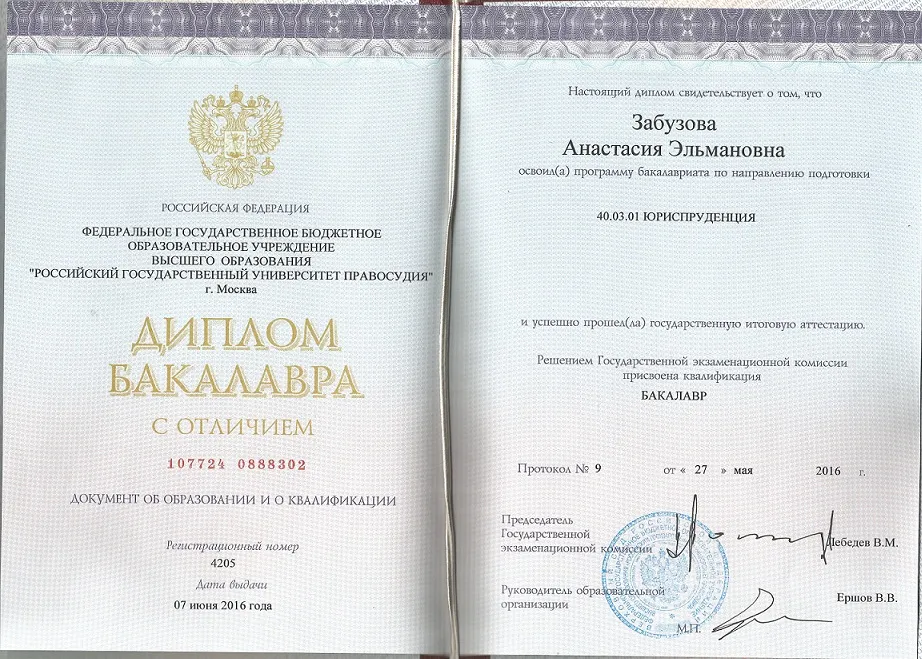 РОССИЙСКАЯ ФЕДЕРАЦИЯ
ФЕДЕРАЛЬНОЕ ГОСУДАРСТВЕННОЕ БЮДЖЕТНОЕ
ОБРАЗОВАТЕЛЬНОЕ УЧРЕЖДЕНИЕ
ВЫСШЕГО ОБРАЗОВАНИЯ
"РОССИЙСКИЙ ГОСУДАРСТВЕННЫЙ УНИВЕРСИТЕТ ПРАВОСУДИЯ"
г. Москва
ДИПЛОМ
БАКАЛАВРА
С ОТЛИЧИЕМ
107724 0888302
ДОКУМЕНТ ОБ ОБРАЗОВАНИИ И О КВАЛИФИКАЦИИ
Регистрационный номер
4205
Дата выдачи
07 июня 2016 года
Настоящий диплом свидетельствует о том, что
Забузова
Анастасия Эльмановна
освоил(а) программу бакалавриата по направлению подготовки
40.03.01 ЮРИСПРУДЕНЦИЯ
и успешно прошел(ла) государственную итоговую аттестацию.
Решением Государственной экзаменационной комиссии
присвоена квалификация
БАКАЛАВР
Протокол № 9 от « 27 » мая 2016 г.
Председатель
Государственной
экзаменационной комиссии Лебедев В.М.
Руководитель образовательной
организации Ершов В.В.
М.П.